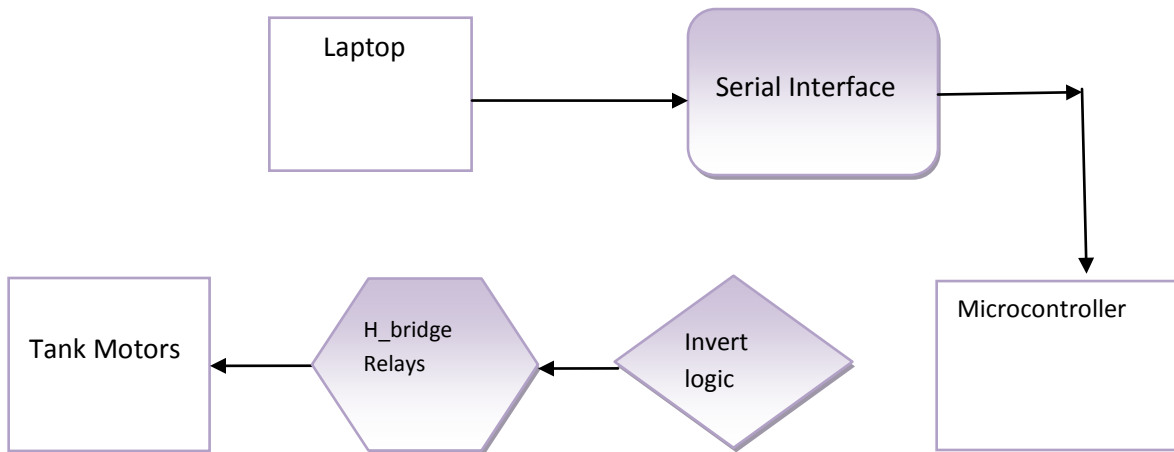 Laptop
Serial Interface
Microcontroller
Tank Motors
H_bridge
Relays
Invert
logic